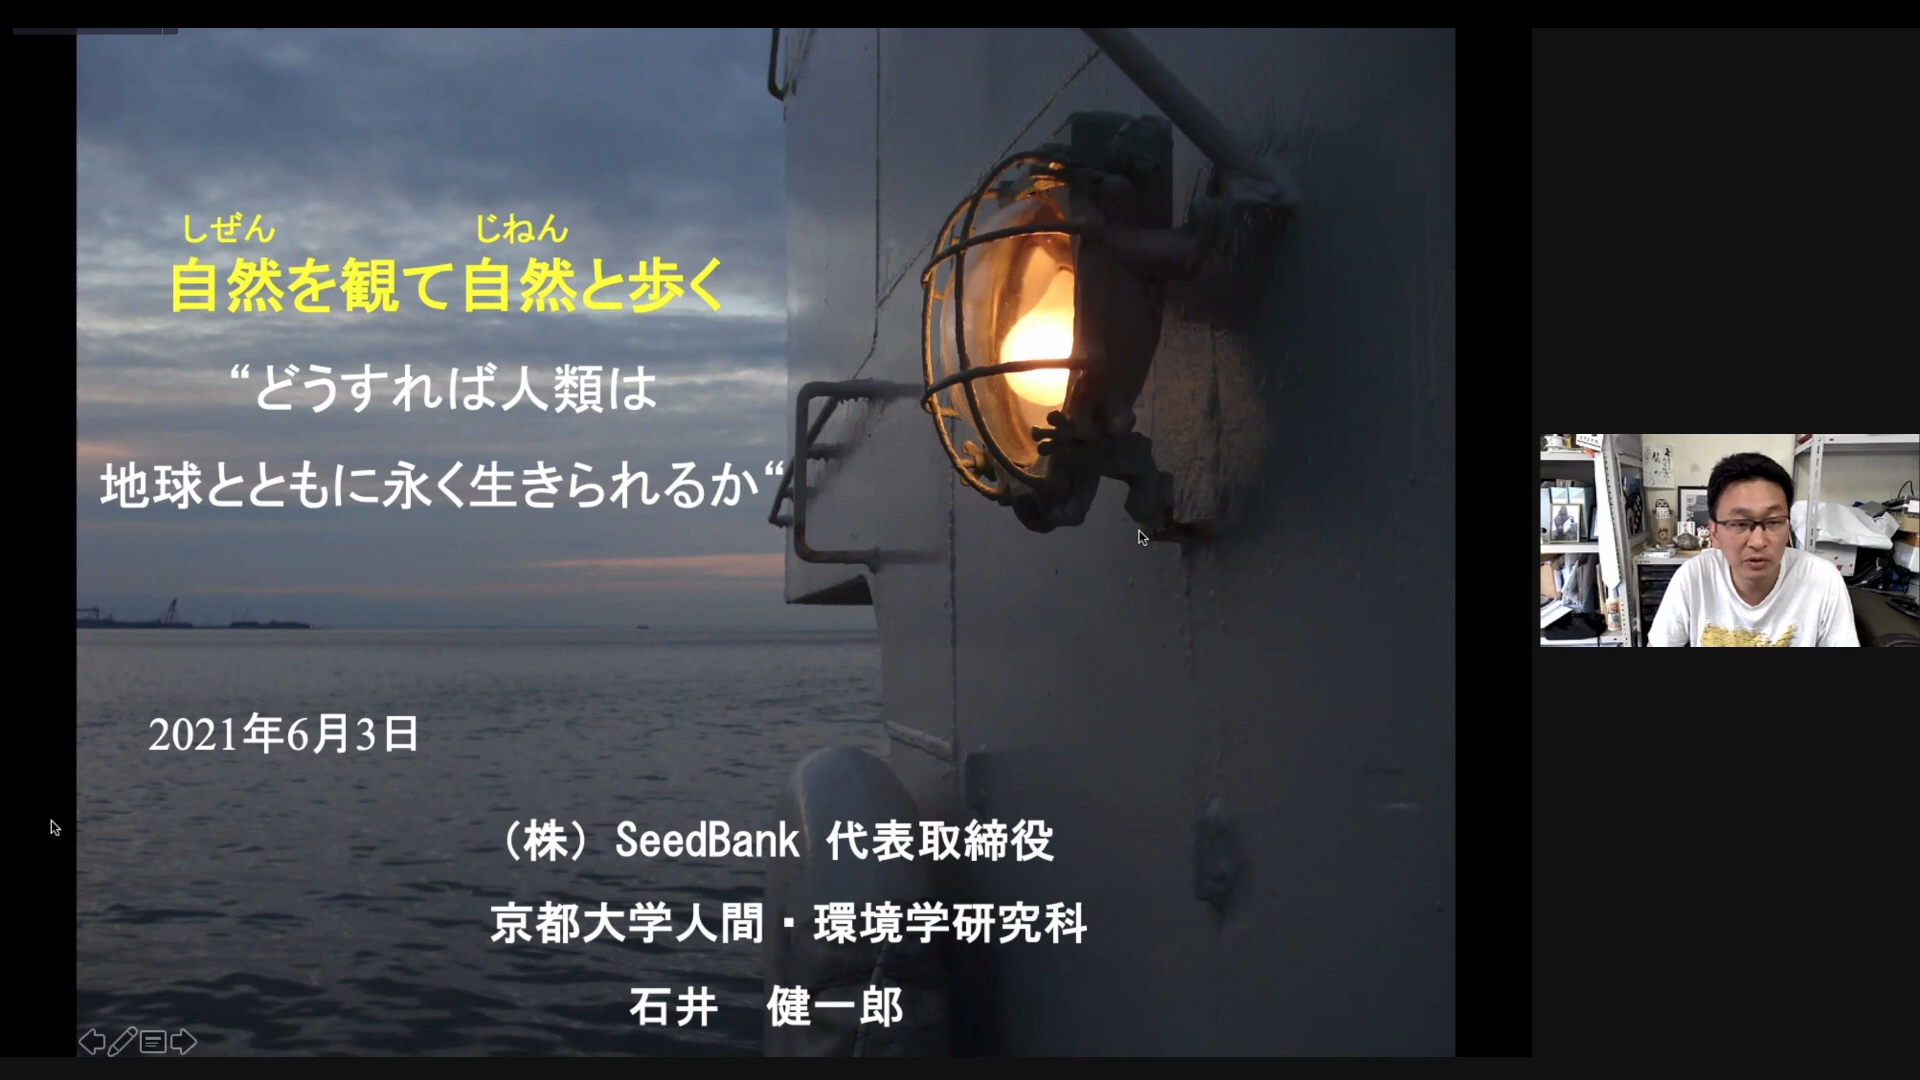 しぜん じねん
自然を観て自然と歩く
“どうすれば人類は
地球とともに永く生きられるか“
2021年6月3日
（株） SeedBank 代表取締役
京都大学人間・環境学研究科
石井　健一郎